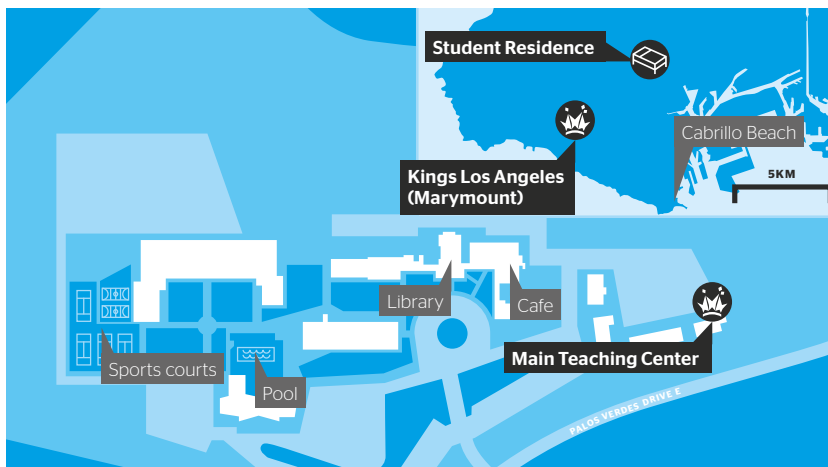 Student Residence
Cabrillo Beach
Kings Los Angeles
(Marymount)
5KM
Library
Cafe
Main Teaching Center
Sports courts
Pool
PALOS VERDES DRIVE E